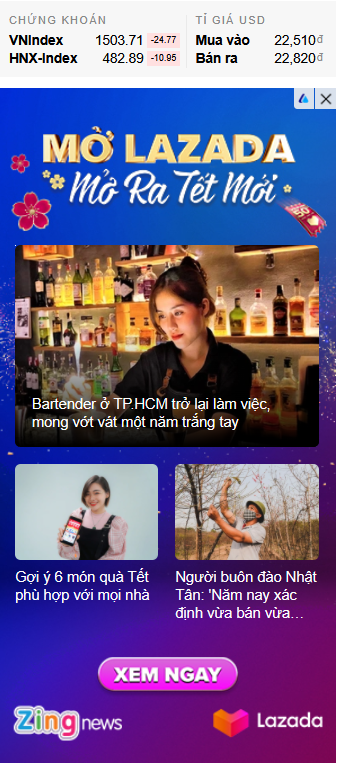 CHỨNG KHOÁN
TỈ GIÁ USD
VNIndex 1503.71 -24.77
Mua vào 22,510đ
HNX-Index 482.89 -10.95
Bán ra 22,820đ
MỞ LAZADA
Mở Ra Tết Mới
Bartender ở TP.HCM trở lại làm việc,
mong vớt vát một năm trắng tay
Gợi ý 6 món quà Tết
phù hợp với mọi nhà
Người buôn đào Nhật
Tân: 'Năm nay xác
định vừa bán vừa...
XEM NGAY
Zing news
Lazada